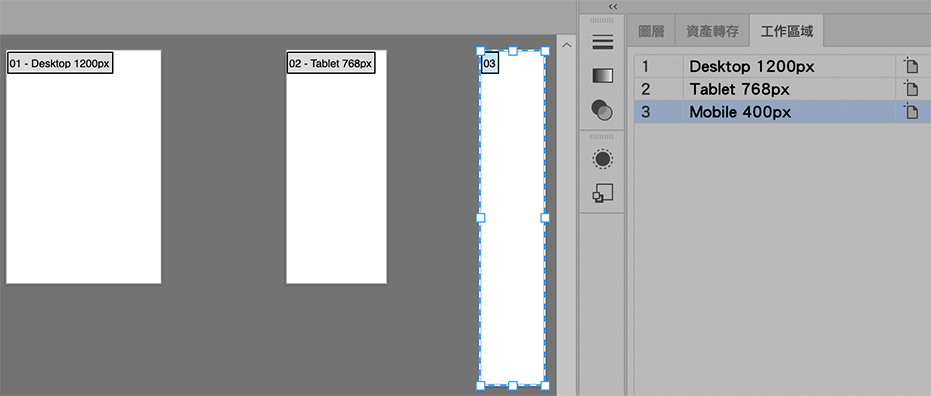 01 - Desktop 1200px
02 - Tablet 768px
03
圖層 資產轉存 工作區域
1 Desktop 1200px
2 Tablet 768px
3 Mobile 400px